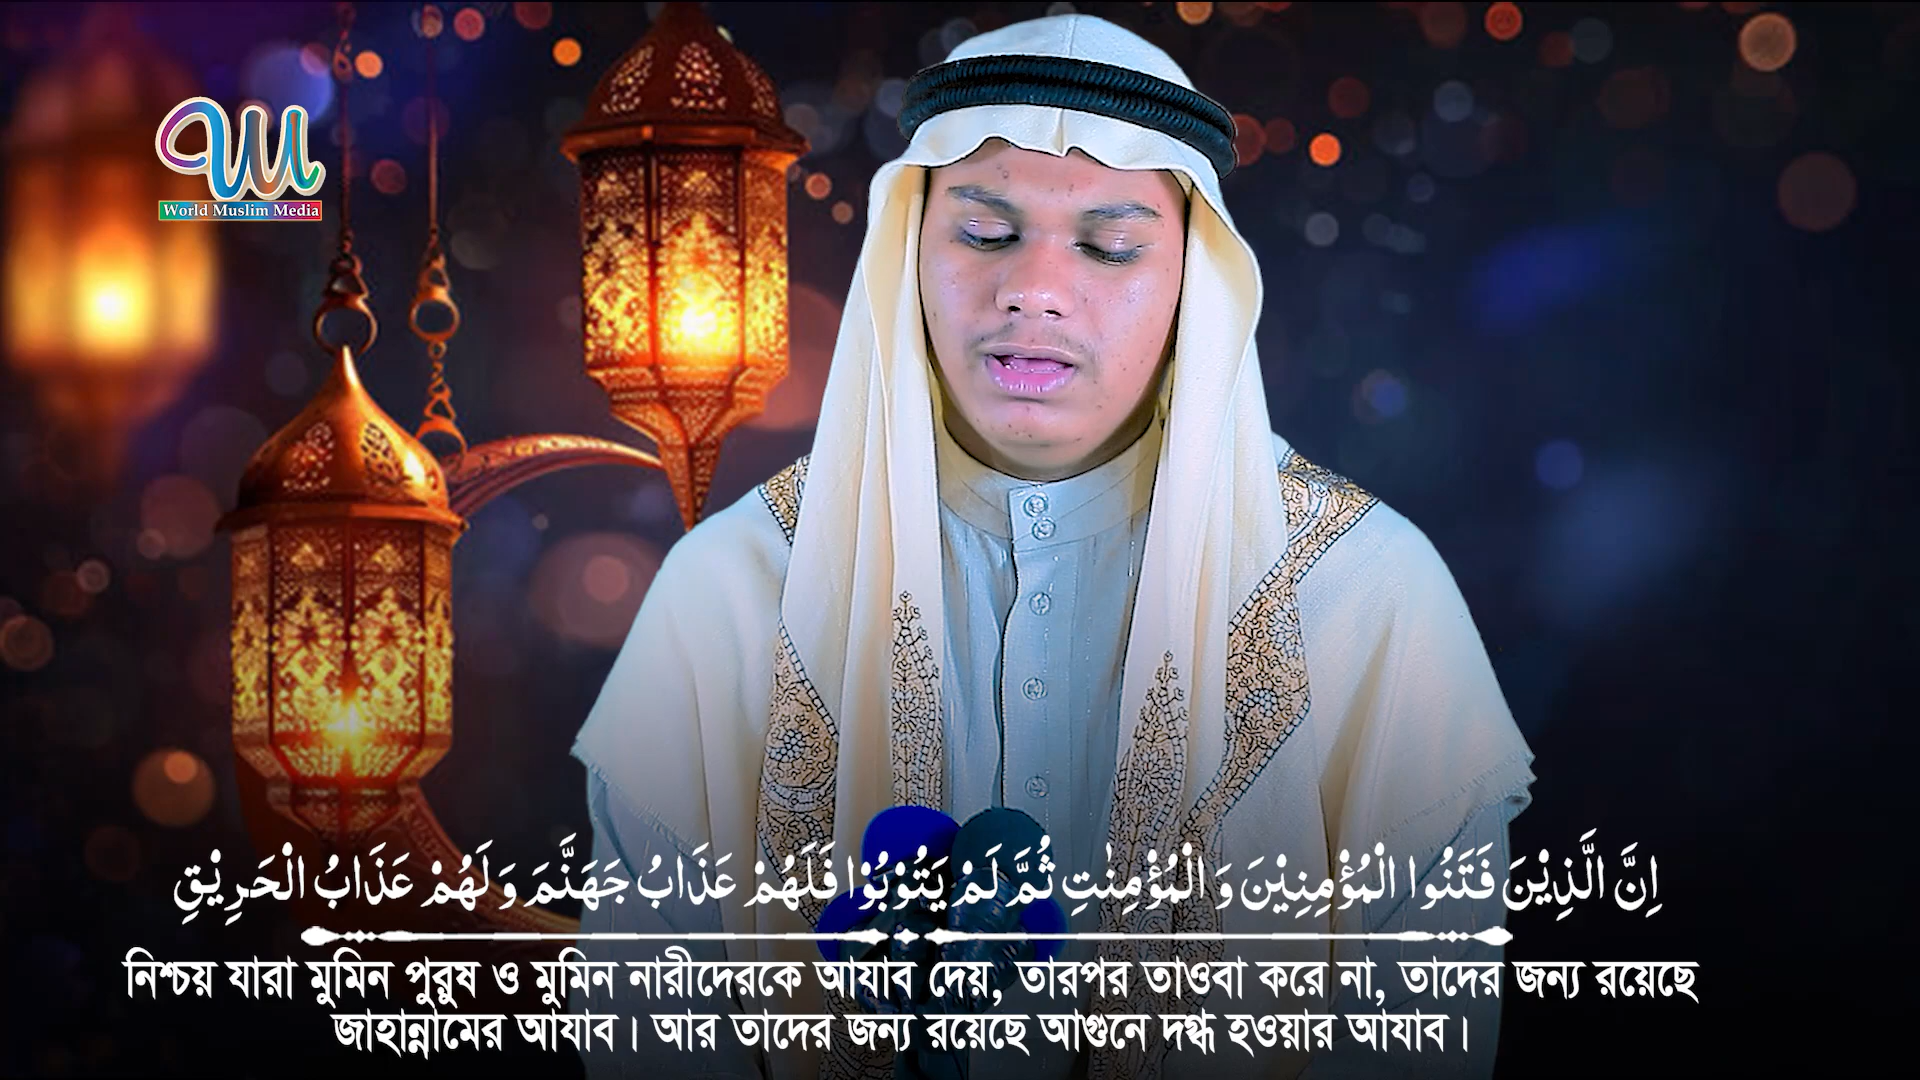 World Muslim Media
اِنَّ الَّذِيْنَ فَتَنُوا الْمُؤْمِنِيْنَ وَ الْمُؤْمِنٰتِ ثُمَّ لَمْ يَتُوْبُوْا فَلَهُمْ عَذَابُ جَهَنَّمَ وَ لَهُمْ عَذَابُ الْحَرِيْقِ
নিশ্চয় যারা মুমিন পুরুষ ও মুমিন নারীদেরকে আযাব দেয়, তারপর তাওবা করে না, তাদের জন্য রয়েছে
জাহান্নামের আযাব। আর তাদের জন্য রয়েছে আগুনে দগ্ধ হওয়ার আযাব।